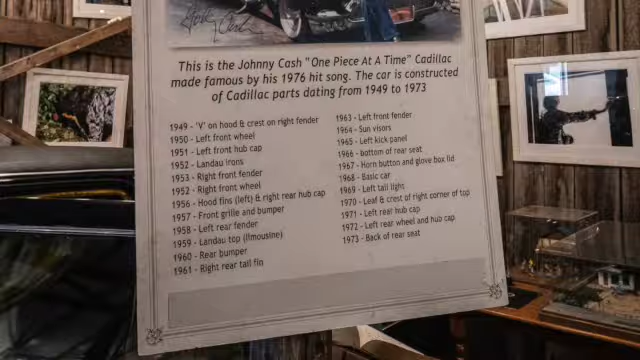 Johnny Cash
This is the Johnny Cash "One Piece At A Time" Cadillac
made famous by his 1976 hit song. The car is constructed
of Cadillac parts dating from 1949 to 1973
1949 - 'V' on hood & crest on right fender
1950 - Left front wheel
1951 - Left front hub cap
1952 - Landau irons
1953 - Right front fender
1952 - Right front wheel
1956 - Hood fins (left) & right rear hub cap
1957 - Front grille and bumper
1958 - Left rear fender
1959 - Landau top (limousine)
1960 - Rear bumper
1961 - Right rear tail fin
1963 - Left front fender
1964 - Sun visors
1965 - Left kick panel
1966 - bottom of rear seat
1967 - Horn button and glove box lid
1968 - Basic car
1969 - Left tail light
1970 - Leaf & crest of right corner of top
1971 - Left rear hub cap
1972 - Left rear wheel and hub cap
1973 - Back of rear seat